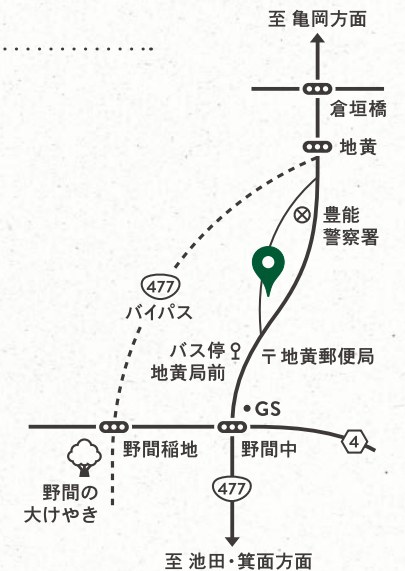 至 亀岡方面
倉垣橋
地黄
豊能
警察署
477
バイパス
バス停
地黄局前
〒地黄郵便局
GS
野間稲地
野間中
4
野間の
大けやき
477
至 池田・箕面方面